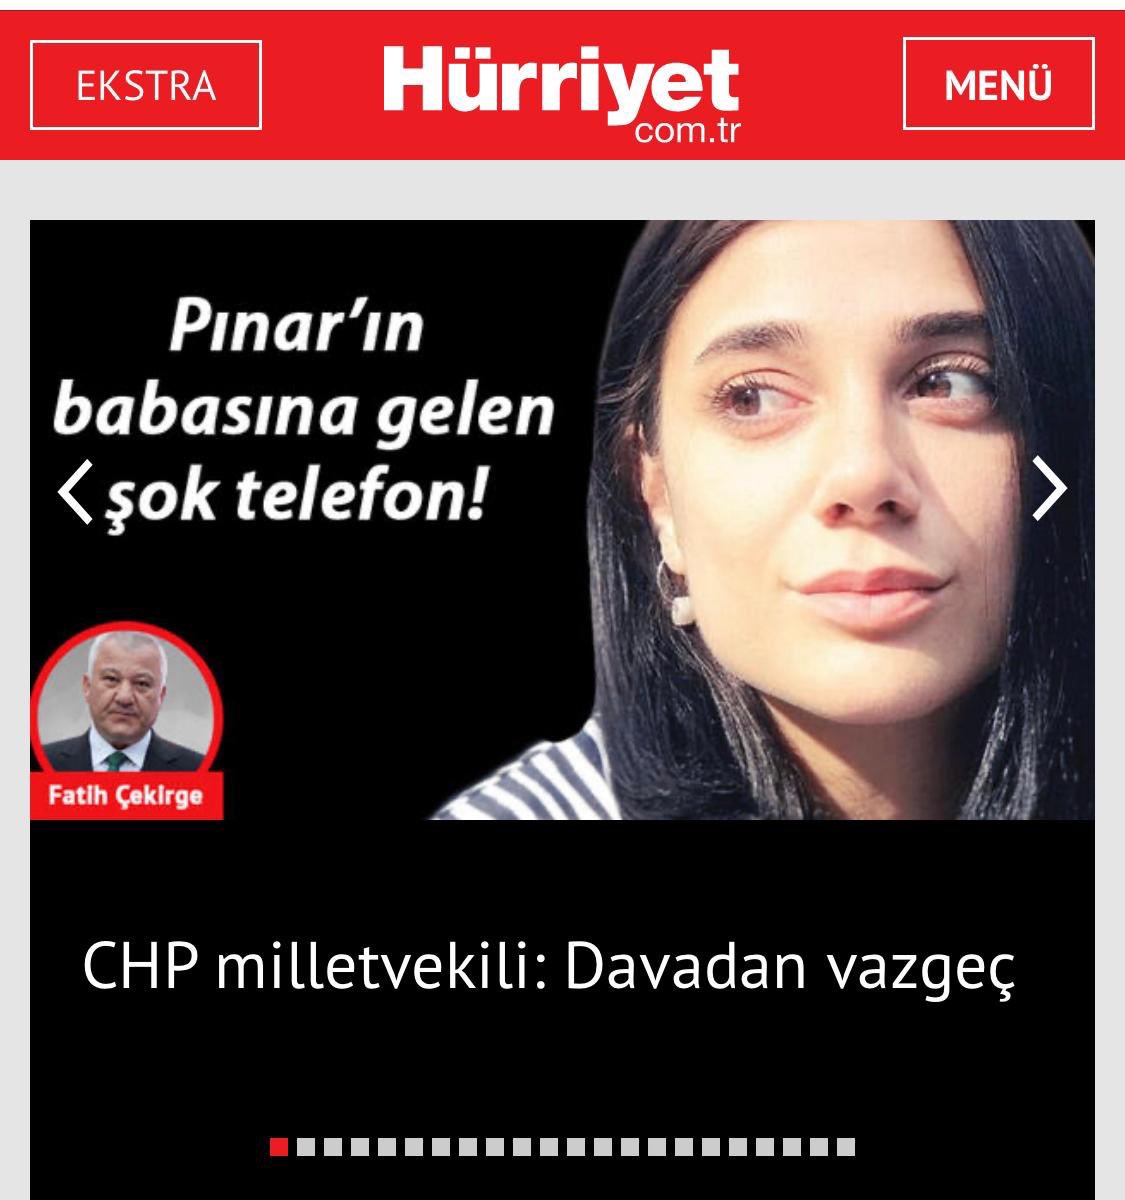 EKSTRA
Hürriyet
com.tr
MENÜ
Pınar’ın
babasına gelen
şok telefon!
Fatih Çekirge
CHP milletvekili: Davadan vazgeç